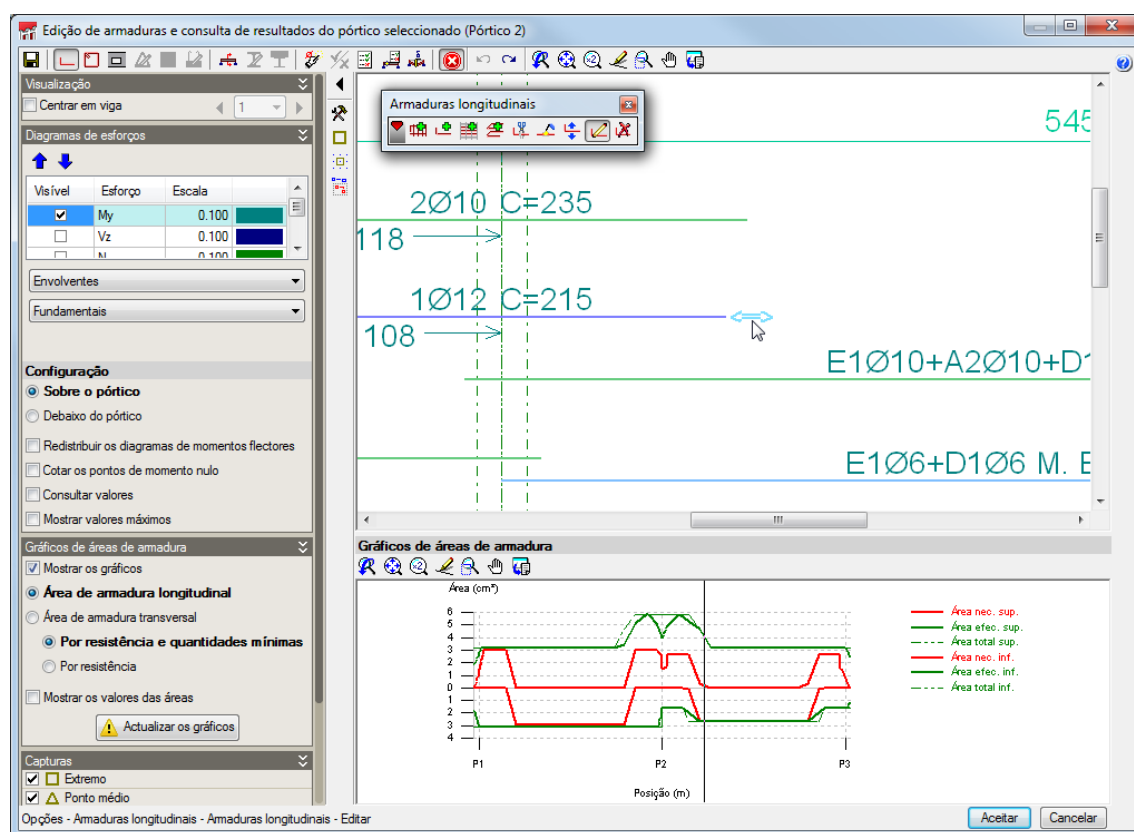 Edição de armaduras e consulta de resultados do pórtico seleccionado (Pórtico 2)
Visualização
Centrar em viga
1
Diagramas de esforços
Visível Esforço Escala
My 0.100
Vz 0.100
N 0.100
Envolventes
Fundamentais
Configuração
Sobre o pórtico
Debaixo do pórtico
Redistribuir os diagramas de momentos flectores
Cotar os pontos de momento nulo
Consultar valores
Mostrar valores máximos
Gráficos de áreas de armadura
Mostrar os gráficos
Área de armadura longitudinal
Área de armadura transversal
Por resistência e quantidades mínimas
Por resistência
Mostrar os valores das áreas
Actualizar os gráficos
Capturas
Extremo
Ponto médio
Armaduras longitudinais
545
2Ø10 C=235
118
1Ø12 C=215
108
E1Ø10+A2Ø10+D1
E1Ø6+D1Ø6 M. E
Gráficos de áreas de armadura
Área (cm²)
6
5
4
3
2
1
0
1
2
3
4
P1 P2 P3
Posição (m)
Área nec. sup.
Área efec. sup.
Área total sup.
Área nec. inf.
Área efec. inf.
Área total inf.
Opções - Armaduras longitudinais - Armaduras longitudinais - Editar
Aceitar Cancelar